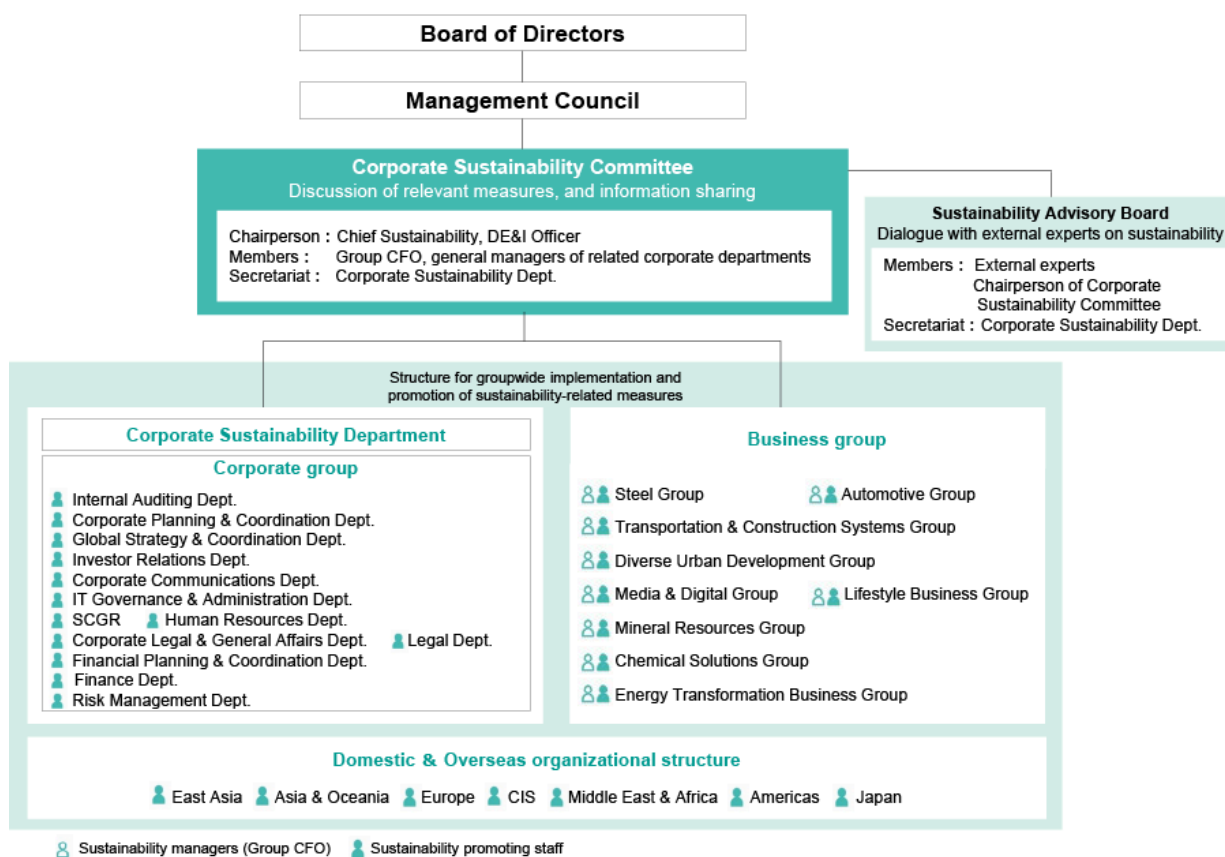 Board of Directors
Management Council
Corporate Sustainability Committee
Discussion of relevant measures, and information sharing
Chairperson : Chief Sustainability, DE&I Officer
Members : Group CFO, general managers of related corporate departments
Secretariat : Corporate Sustainability Dept.
Sustainability Advisory Board
Dialogue with external experts on sustainability
Members : External experts
Chairperson of Corporate
Sustainability Committee
Secretariat : Corporate Sustainability Dept.
Structure for groupwide implementation and
promotion of sustainability-related measures
Corporate Sustainability Department
Corporate group
Internal Auditing Dept.
Corporate Planning & Coordination Dept.
Global Strategy & Coordination Dept.
Investor Relations Dept.
Corporate Communications Dept.
IT Governance & Administration Dept.
SCGR Human Resources Dept.
Corporate Legal & General Affairs Dept. Legal Dept.
Financial Planning & Coordination Dept.
Finance Dept.
Risk Management Dept.
Business group
Steel Group Automotive Group
Transportation & Construction Systems Group
Diverse Urban Development Group
Media & Digital Group Lifestyle Business Group
Mineral Resources Group
Chemical Solutions Group
Energy Transformation Business Group
Domestic & Overseas organizational structure
East Asia Asia & Oceania Europe CIS Middle East & Africa Americas Japan
Sustainability managers (Group CFO) Sustainability promoting staff